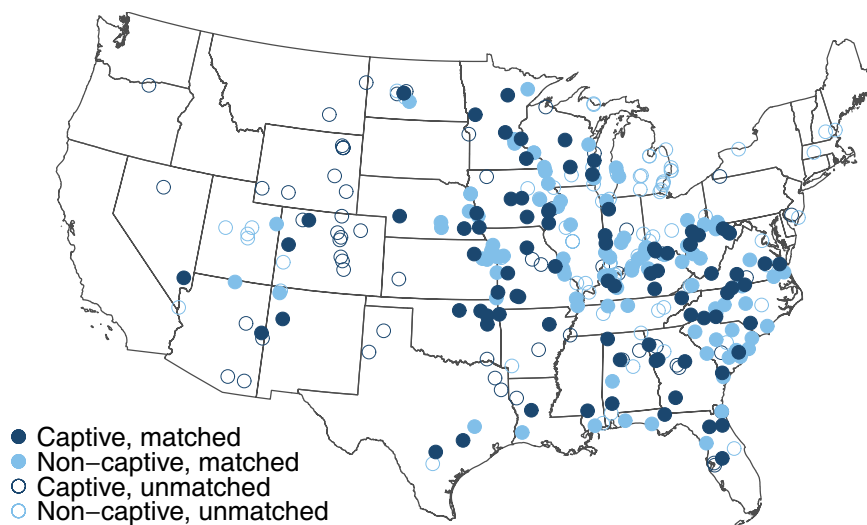 Captive, matched
Non−captive, matched
Captive, unmatched
Non−captive, unmatched